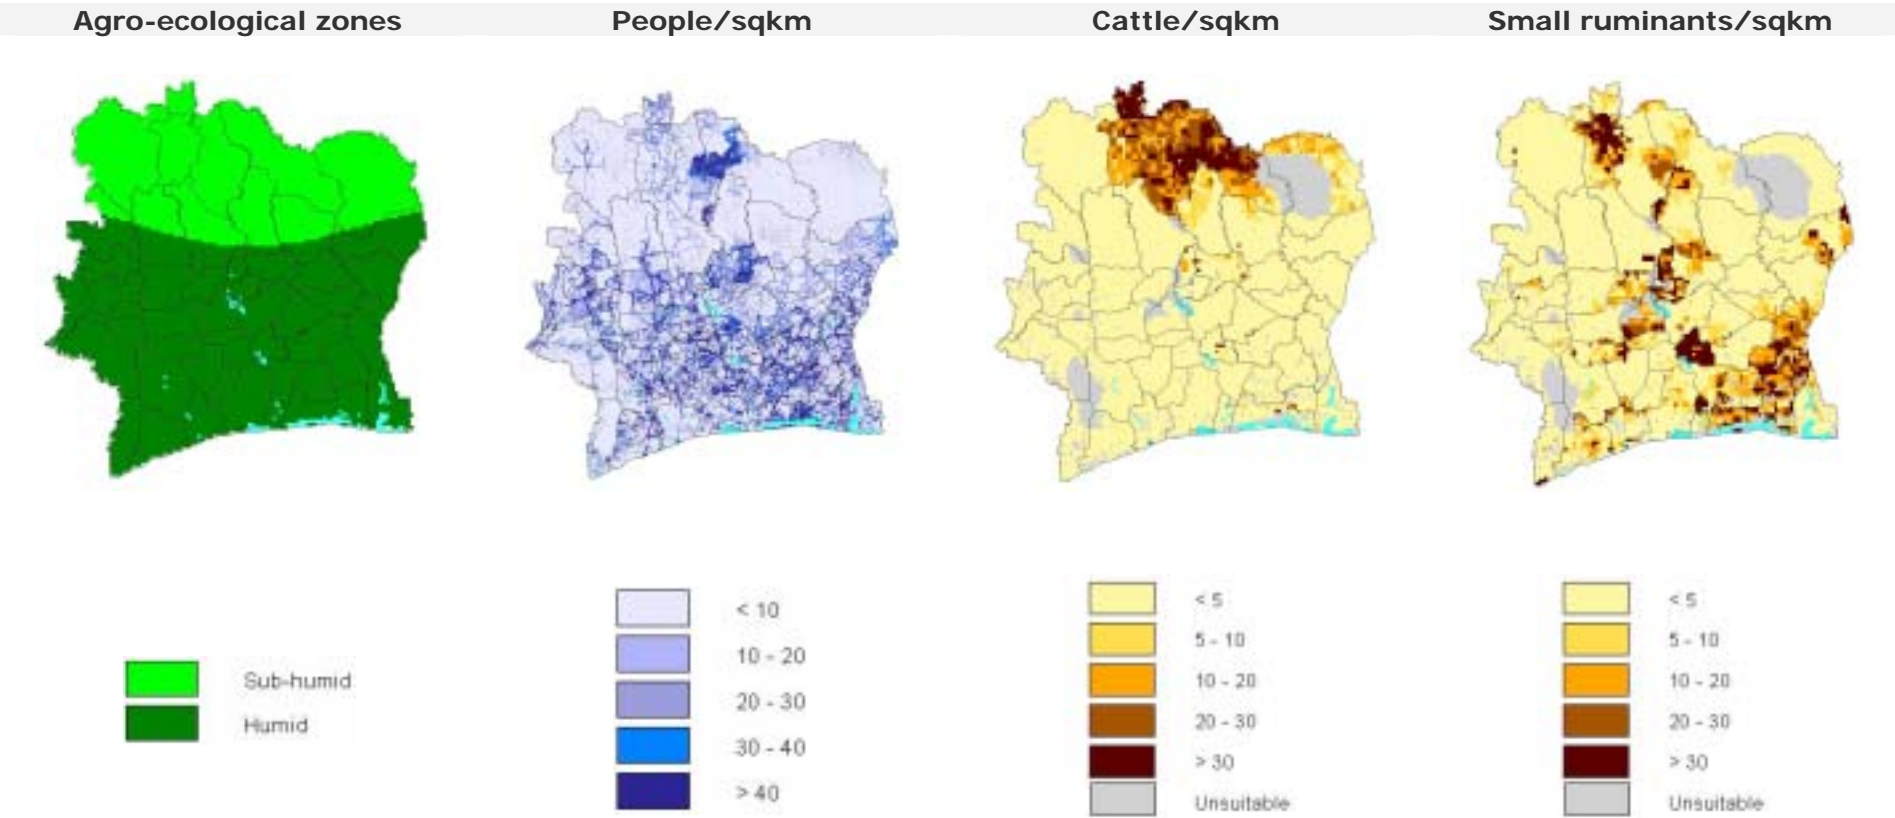 Agro-ecological zones
People/sqkm
Cattle/sqkm
Small ruminants/sqkm
Sub-humid
Humid
< 10
10 - 20
20 - 30
30 - 40
> 40
< 5
5 - 10
10 - 20
20 - 30
> 30
Unsuitable
< 5
5 - 10
10 - 20
20 - 30
> 30
Unsuitable